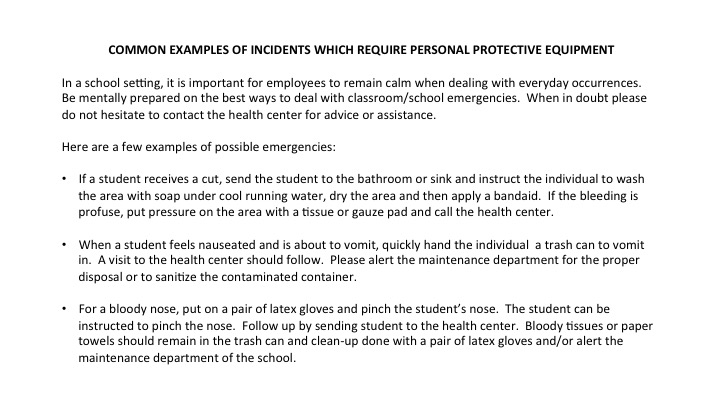 COMMON EXAMPLES OF INCIDENTS WHICH REQUIRE PERSONAL PROTECTIVE EQUIPMENT
In a school setting, it is important for employees to remain calm when dealing with everyday occurrences.
Be mentally prepared on the best ways to deal with classroom/school emergencies.  When in doubt please
do not hesitate to contact the health center for advice or assistance.
Here are a few examples of possible emergencies:
• If a student receives a cut, send the student to the bathroom or sink and instruct the individual to wash
the area with soap under cool running water, dry the area and then apply a bandaid.  If the bleeding is
profuse, put pressure on the area with a tissue or gauze pad and call the health center.
• When a student feels nauseated and is about to vomit, quickly hand the individual  a trash can to vomit
in.  A visit to the health center should follow.  Please alert the maintenance department for the proper
disposal or to sanitize the contaminated container.
• For a bloody nose, put on a pair of latex gloves and pinch the student’s nose.  The student can be
instructed to pinch the nose.  Follow up by sending student to the health center.  Bloody tissues or paper
towels should remain in the trash can and clean-up done with a pair of latex gloves and/or alert the
maintenance department of the school.